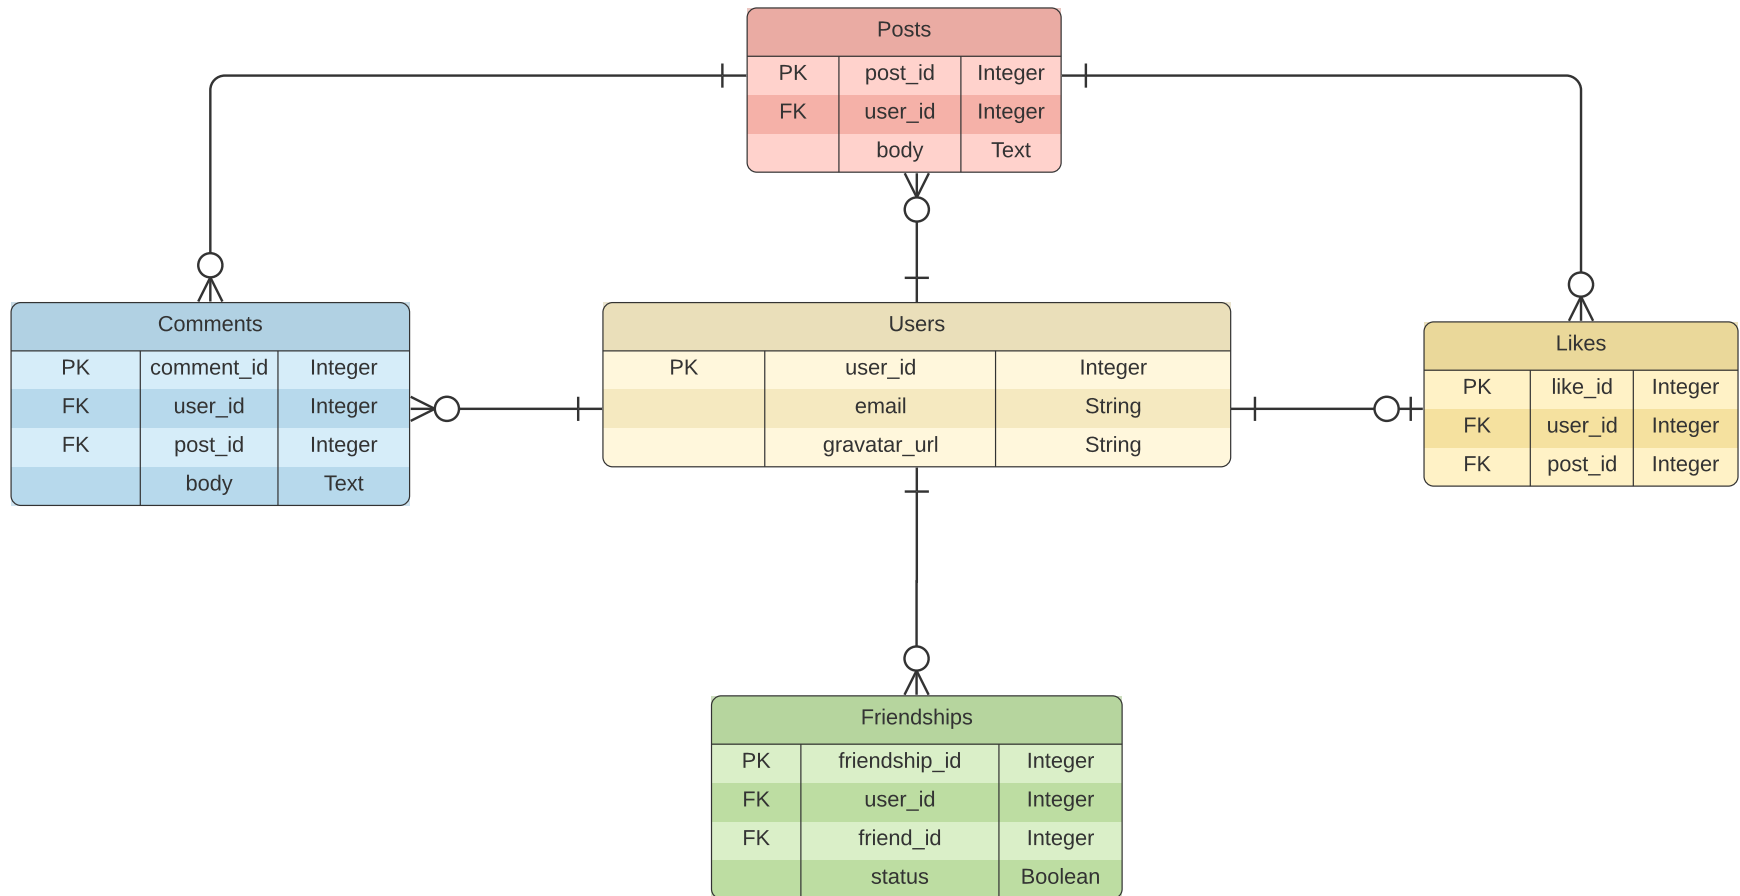 Posts
PK post_id Integer
FK user_id Integer
body Text
Comments
PK comment_id Integer
FK user_id Integer
FK post_id Integer
body Text
Users
PK user_id Integer
email String
gravatar_url String
Likes
PK like_id Integer
FK user_id Integer
FK post_id Integer
Friendships
PK friendship_id Integer
FK user_id Integer
FK friend_id Integer
status Boolean